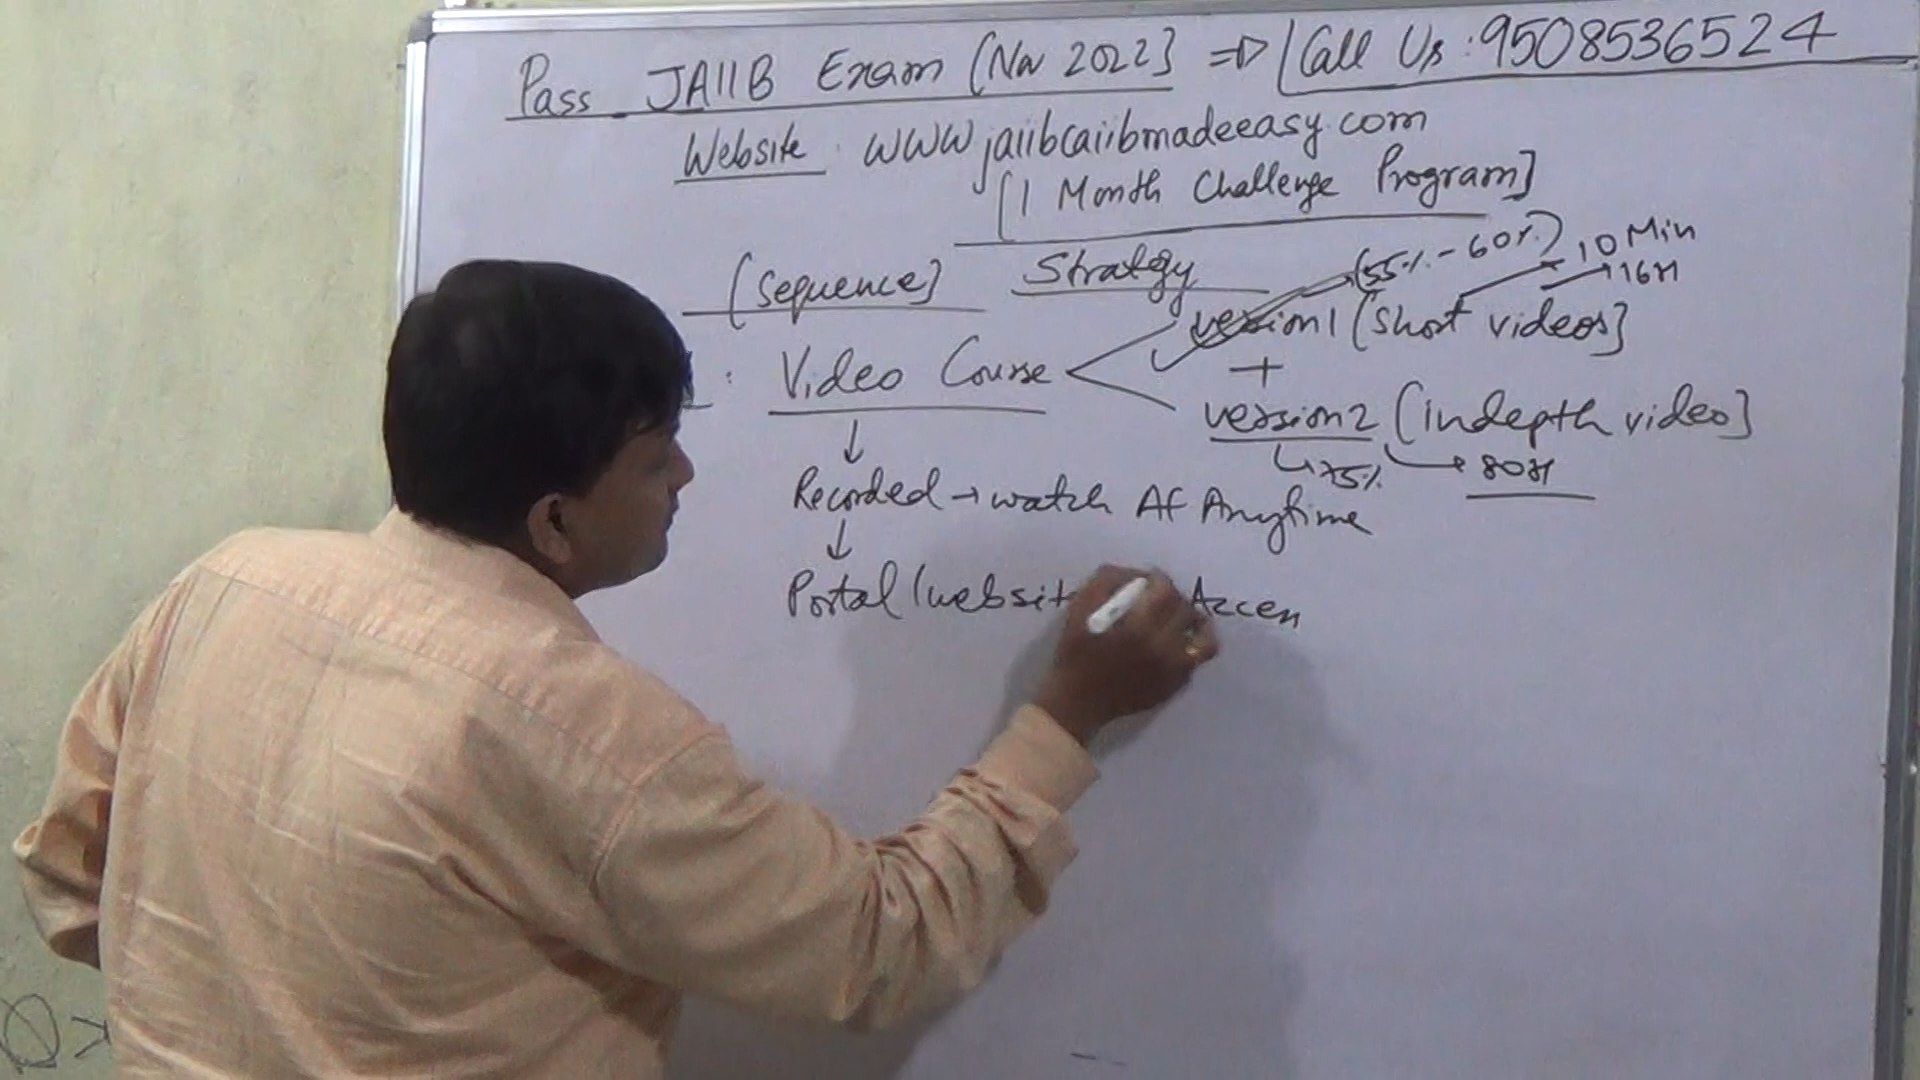 Pass JAIIB Exam (Nov 2022] => Call Us : 9508536524
Website : WWW jaiibcaiibmadeeasy.com
[1 Month Challenge Program]
[Sequence] Strategy (55% - 60%) 10 Min
16H
: Video Course version1 [short videos]
+
version2 [indepth video]
75% 80H
Recorded → watch At Anytime
Portal (websit Access